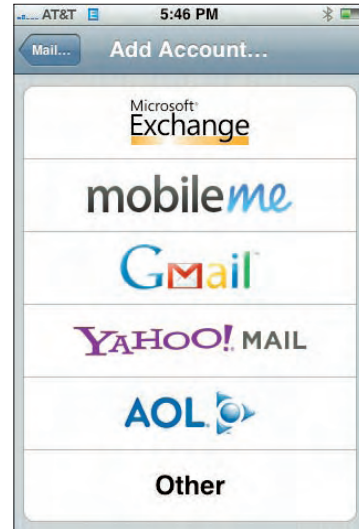 AT&T E 5:46 PM
Mail... Add Account...
Microsoft
Exchange
mobileme
Gmail
YAHOO! MAIL
AOL
Other